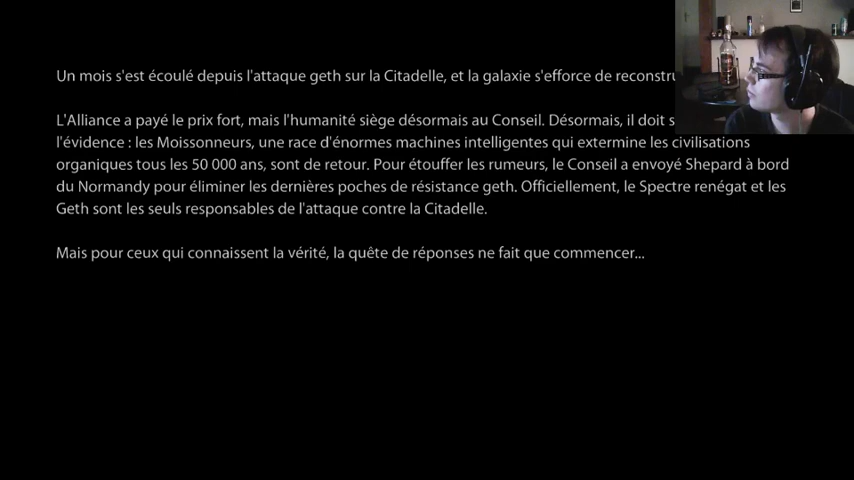 Un mois s'est écoulé depuis l'attaque geth sur la Citadelle, et la galaxie s'efforce de
L'Alliance a payé le prix fort, mais l'humanité siège désormais au Conseil. Désormais, il doit
l'évidence : les Moissonneurs, une race d'énormes machines intelligentes qui extermine les civilisations
organiques tous les 50 000 ans, sont de retour. Pour étouffer les rumeurs, le Conseil a envoyé Shepard à bord
du Normandy pour éliminer les dernières poches de résistance geth. Officiellement, le Spectre renégat et les
Geth sont les seuls responsables de l'attaque contre la Citadelle.
Mais pour ceux qui connaissent la vérité, la quête de réponses ne fait que commencer...